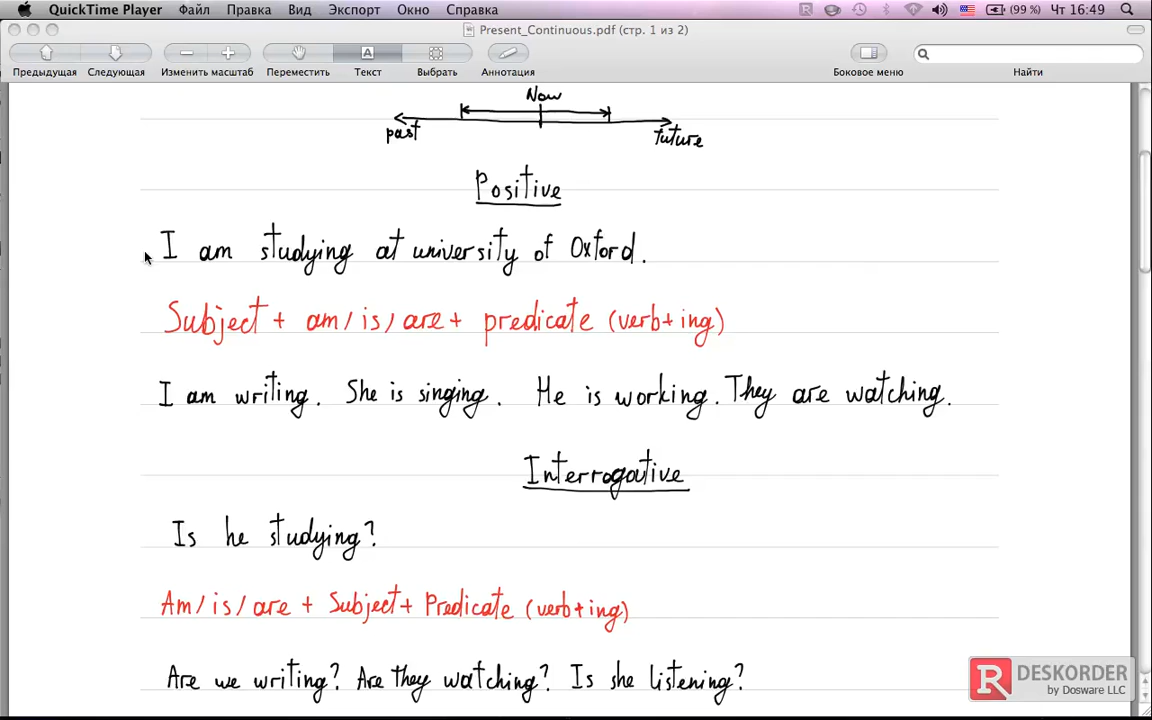 QuickTime Player Файл Правка Вид Экспорт Окно Справка (99 %) Чт 16:49
Present_Continuous.pdf (стр. 1 из 2)
Предыдущая Следующая Изменить масштаб Переместить Текст Выбрать Аннотация Боковое меню Найти
Now
past future
Positive
I am studying at university of Oxford.
Subject + am/is/are + predicate (verb+ing)
I am writing. She is singing. He is working. They are watching.
Interrogative
Is he studying?
Am/is/are + Subject + Predicate (verb+ing)
Are we writing? Are they watching? Is she listening?
R DESKORDER
by Dosware LLC